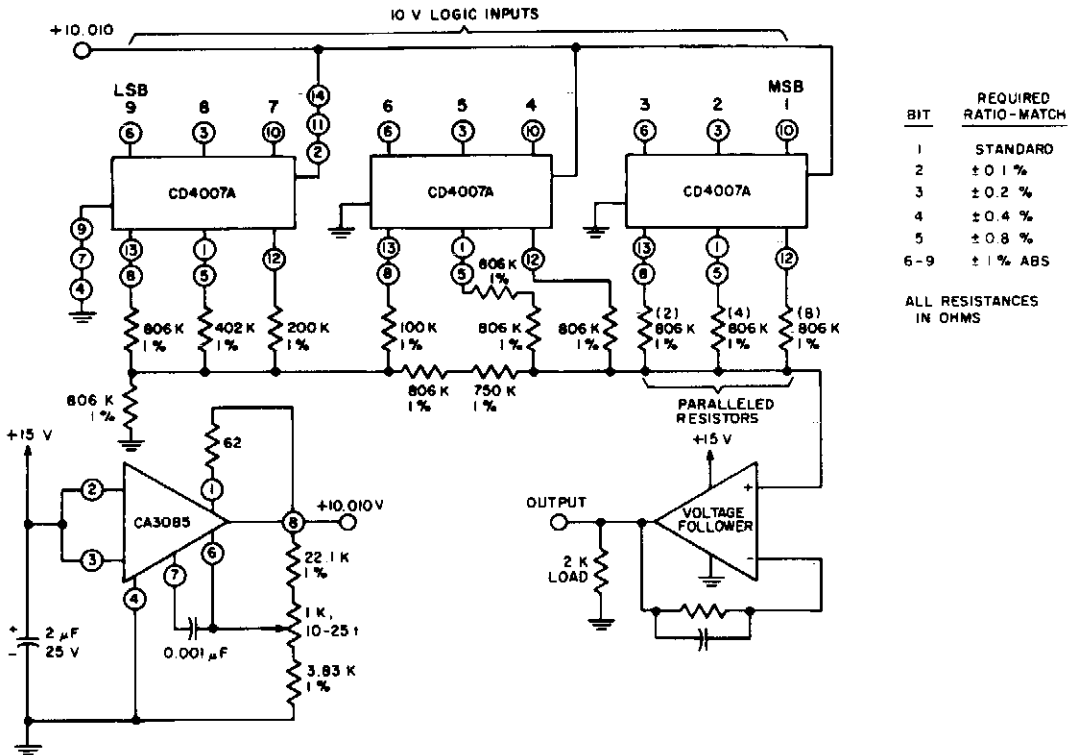 10 V LOGIC INPUTS
+10.010
LSB
9 8 7
6 5 4
3 2 MSB 1
6 3 10
14
11
2
6 3 10
6 3 10
CD4007A
CD4007A
CD4007A
9
7
4
13 1 12
8 5
13 1 12
8 5
13 1 12
8 5
806 K
1%
402 K
1%
200 K
1%
100 K
1%
806 K
1%
806 K
1%
806 K
1%
(2)
806 K
1%
(4)
806 K
1%
(8)
806 K
1%
806 K
1%
750 K
1%
806 K
1%
PARALLELED
RESISTORS
BIT REQUIRED RATIO-MATCH
1 STANDARD
2 ±0.1 %
3 ±0.2 %
4 ±0.4 %
5 ±0.8 %
6-9 ±1% ABS
ALL RESISTANCES
IN OHMS
+15 V
62
1
2
3
CA3085
8
+10.010V
6
7
4
22.1 K
1%
1 K,
10-25 t
0.001 µF
3.83 K
1%
+
-
2 µF
25 V
OUTPUT
+15 V
+
VOLTAGE
FOLLOWER
-
2 K
LOAD